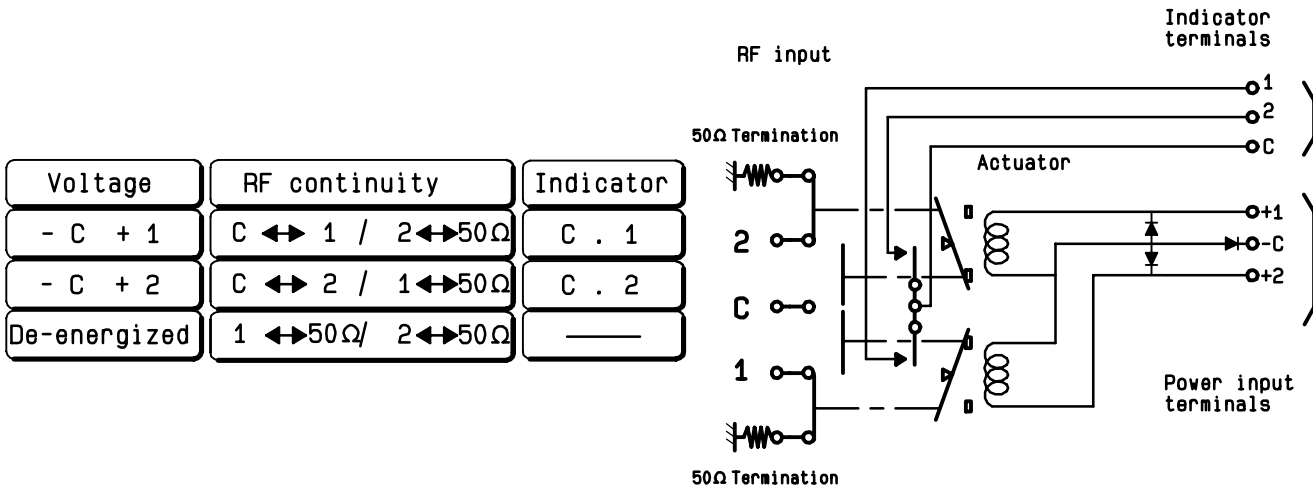 Voltage RF continuity Indicator
- C + 1 C ↔ 1 / 2↔50Ω C . 1
- C + 2 C ↔ 2 / 1↔50Ω C . 2
De-energized 1 ↔50Ω/ 2↔50Ω ———
Indicator
terminals
RF input
1
2
C
50Ω Termination
Actuator
2
C
1
50Ω Termination
+1
-C
+2
Power input
terminals